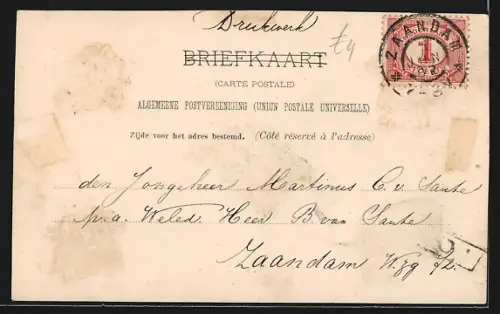 Drukwerk
£4
BRIEFKAART
(CARTE POSTALE)
ALGEMEENE POSTVEREENIGING (UNION POSTALE UNIVERSELLE)
Zijde voor het adres bestemd. (Côté réservé à l'adresse)
ZAANDAM
1
den Jongeheer Martinus C. v. Sante
p/a. Weled. Heer B van Sante
Zaandam